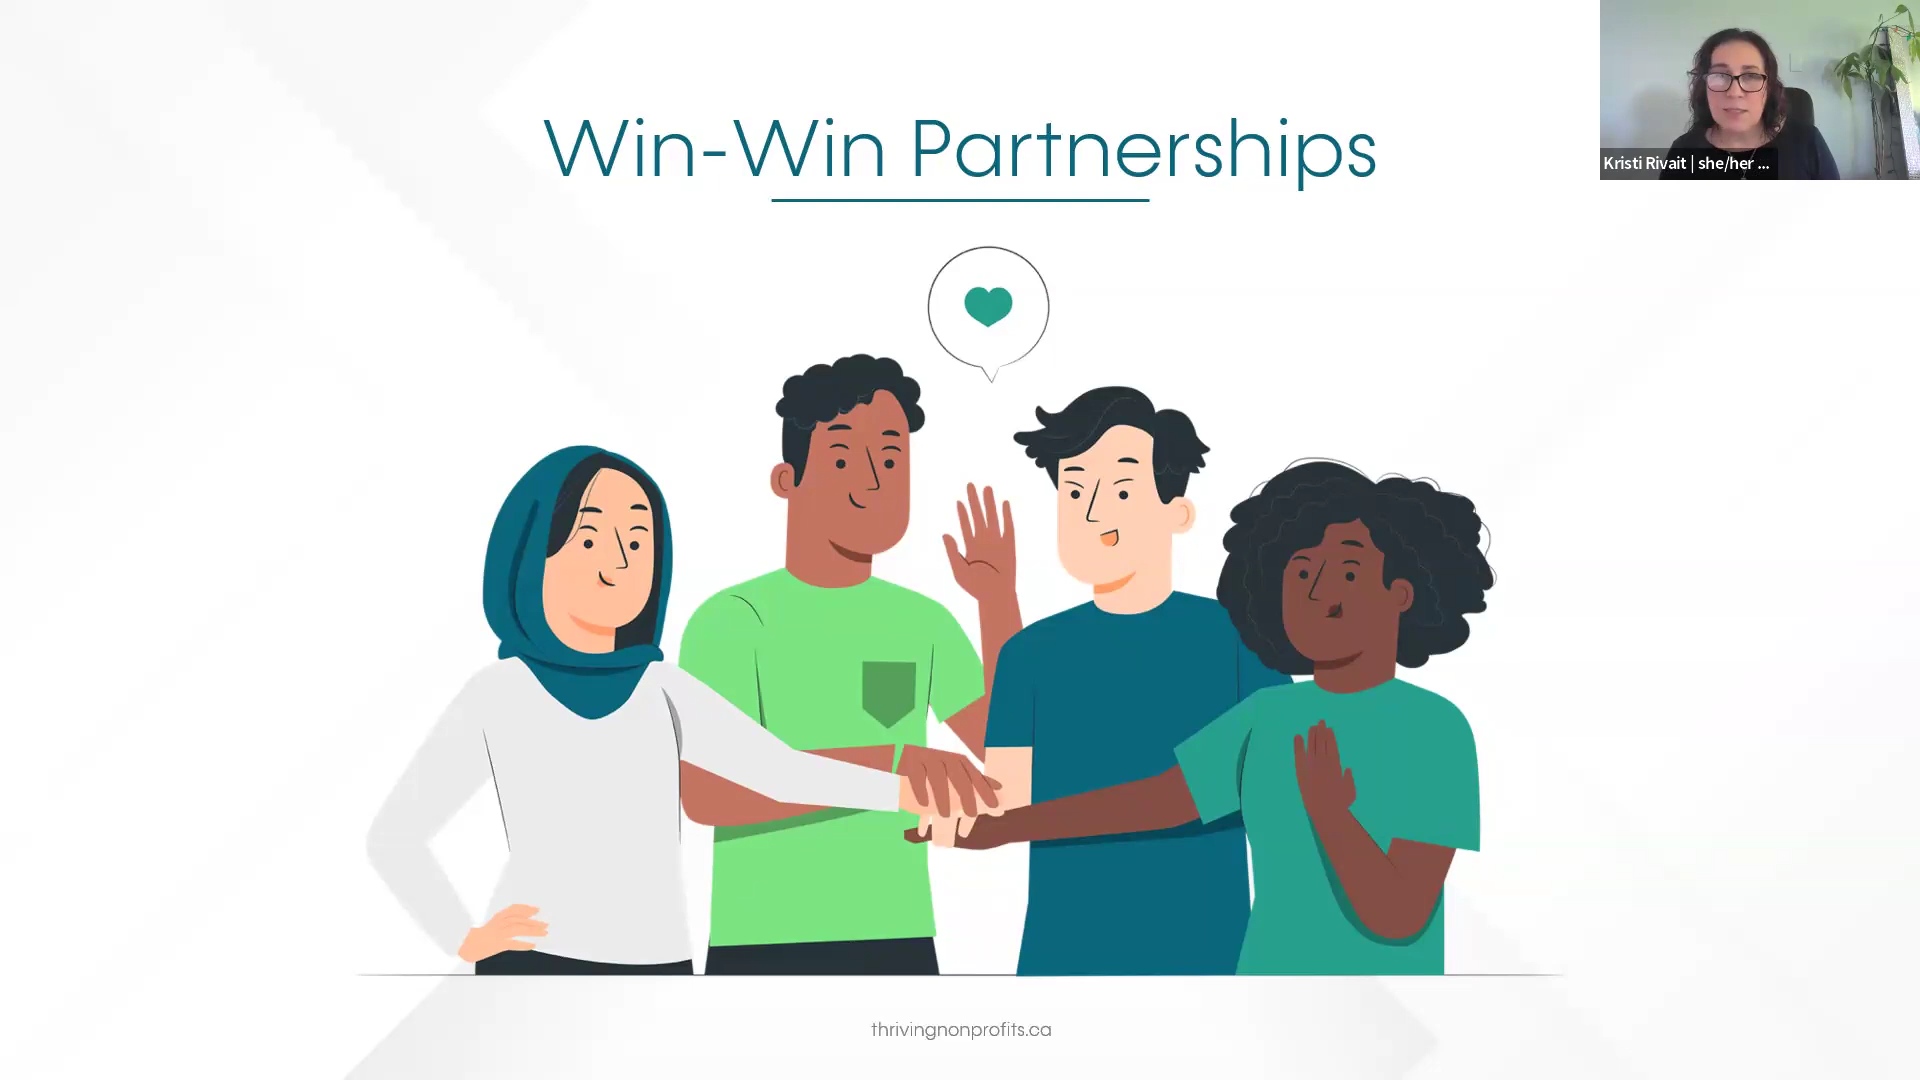 Win-Win Partnerships
Kristi Rivait | she/her ...
thrivingnonprofits.ca